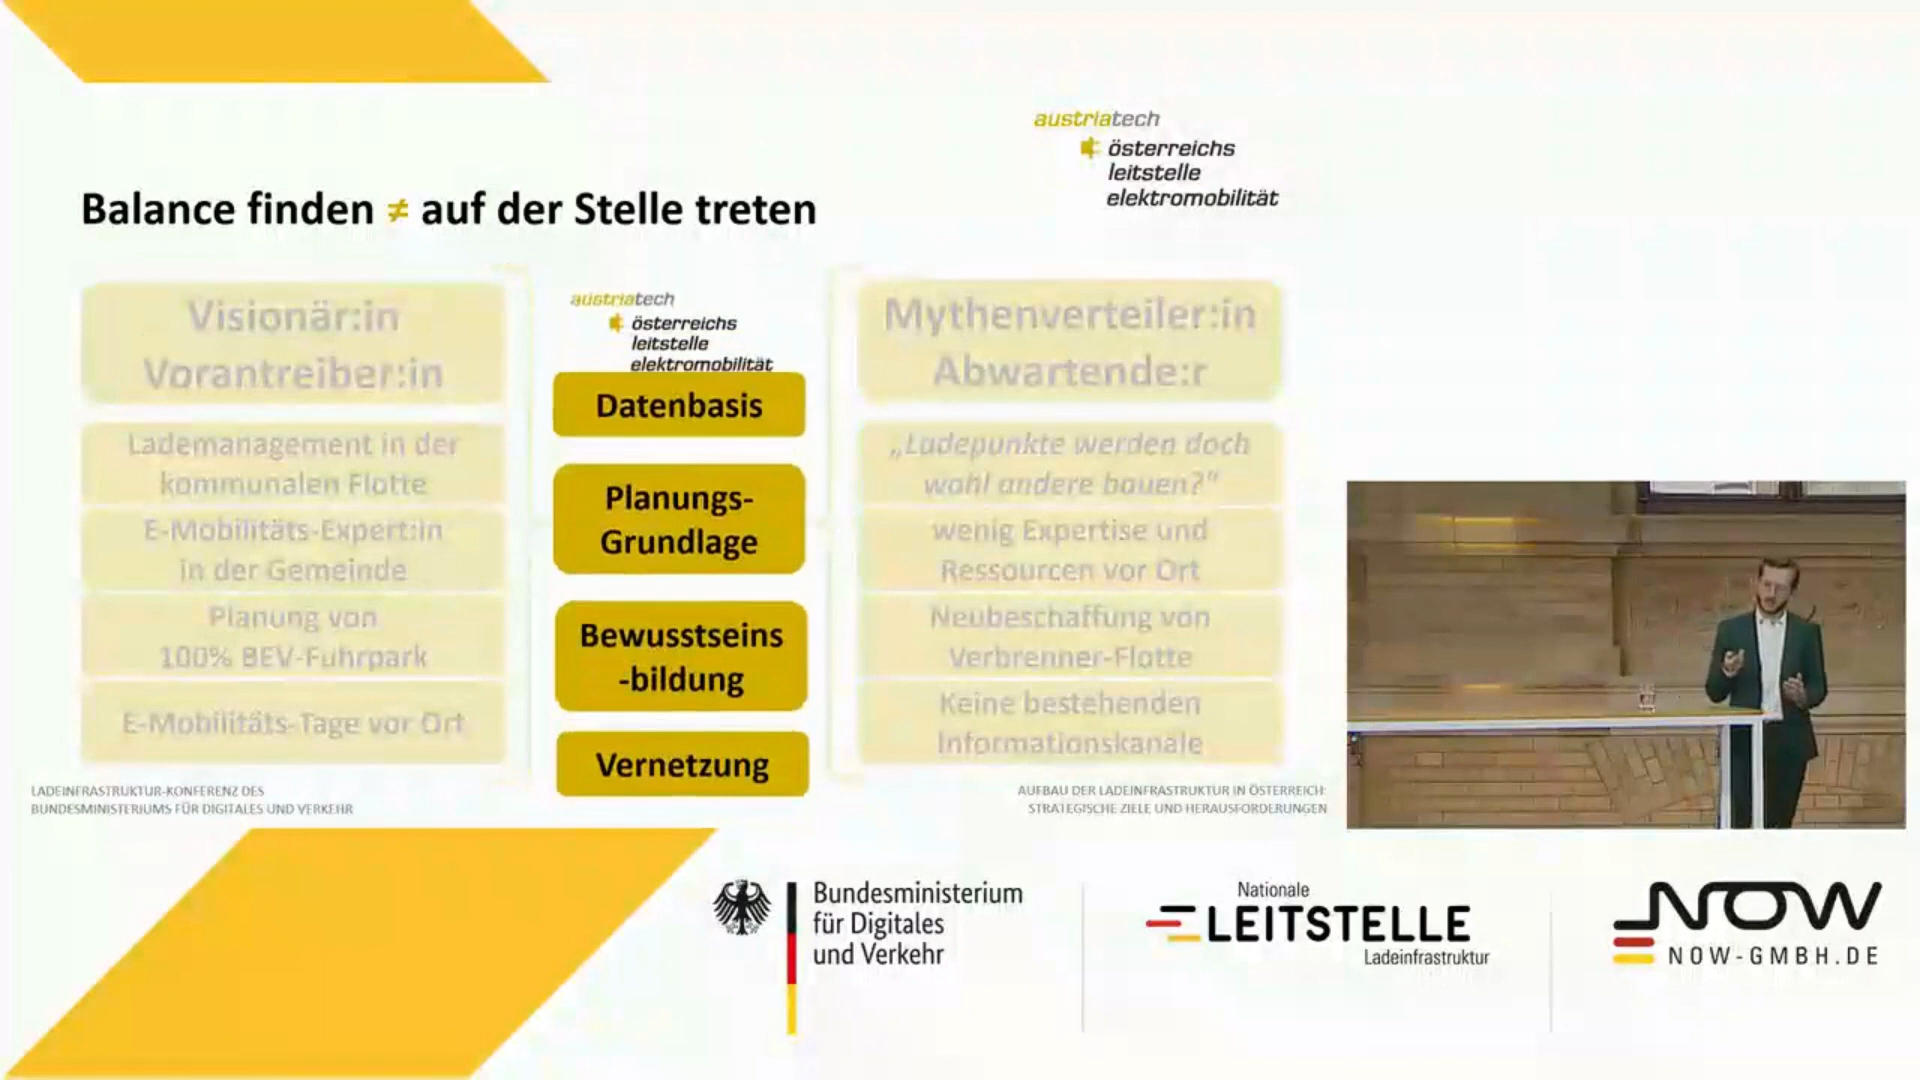 austriatech
österreichs
leitstelle
elektromobilität
Balance finden ≠ auf der Stelle treten
Visionär:in
Vorantreiber:in
Lademanagement in der
kommunalen Flotte
E-Mobilitäts-Expert:in
in der Gemeinde
Planung von
100% BEV-Fuhrpark
E-Mobilitäts-Tage vor Ort
austriatech
österreichs
leitstelle
elektromobilität
Datenbasis
Planungs-
Grundlage
Bewusstseins
-bildung
Vernetzung
Mythenverteiler:in
Abwartende:r
„Ladepunkte werden doch
wohl andere bauen?“
wenig Expertise und
Ressourcen vor Ort
Neubeschaffung von
Verbrenner-Flotte
Keine bestehenden
Informationskanäle
LADEINFRASTRUKTUR-KONFERENZ DES
BUNDESMINISTERIUMS FÜR DIGITALES UND VERKEHR
AUFBAU DER LADEINFRASTRUKTUR IN ÖSTERREICH:
STRATEGISCHE ZIELE UND HERAUSFORDERUNGEN
Bundesministerium
für Digitales
und Verkehr
Nationale
LEITSTELLE
Ladeinfrastruktur
NOW
NOW-GMBH.DE